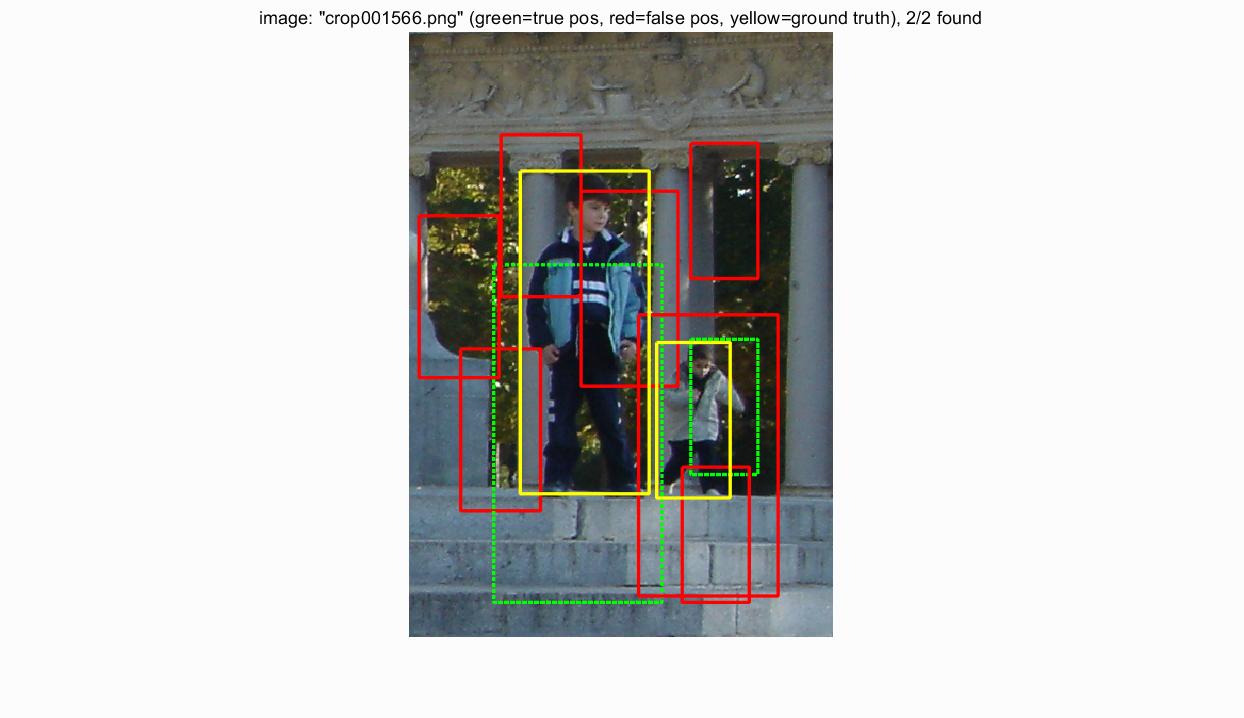 image: "crop001566.png" (green=true pos, red=false pos, yellow=ground truth), 2/2 found